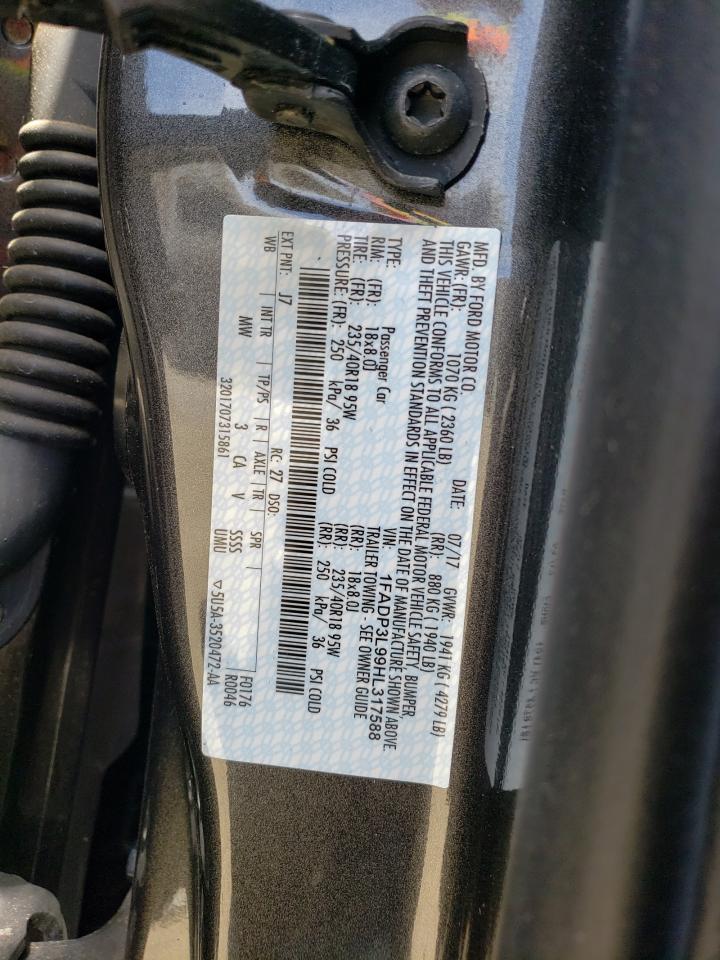 MFD. BY FORD MOTOR CO.
DATE: 07/17 GVWR: 1941 KG ( 4279 LB)
GAWR: (FR): 1070 KG ( 2360 LB) (RR): 880 KG ( 1940 LB)
THIS VEHICLE CONFORMS TO ALL APPLICABLE FEDERAL MOTOR VEHICLE SAFETY, BUMPER,
AND THEFT PREVENTION STANDARDS IN EFFECT ON THE DATE OF MANUFACTURE SHOWN ABOVE.
VIN: 1FADP3L99HL317588
TYPE: Passenger Car TRAILER TOWING - SEE OWNER GUIDE
RIM: (FR): 18x8.0J (RR): 18x8.0J
TIRE: (FR): 235/40R18 95W (RR): 235/40R18 95W
PRESSURE: (FR): 250 kPa/ 36 PSI COLD (RR): 250 kPa/ 36 PSI COLD
EXT PNT: J7 RC: 27 DSO: F0176
WB | INT TR | TP/PS | R | AXLE | TR | SPR R0046
MW 3 CA V SSSS
3201707315861 UMU
▽5U5A-3520472-AA